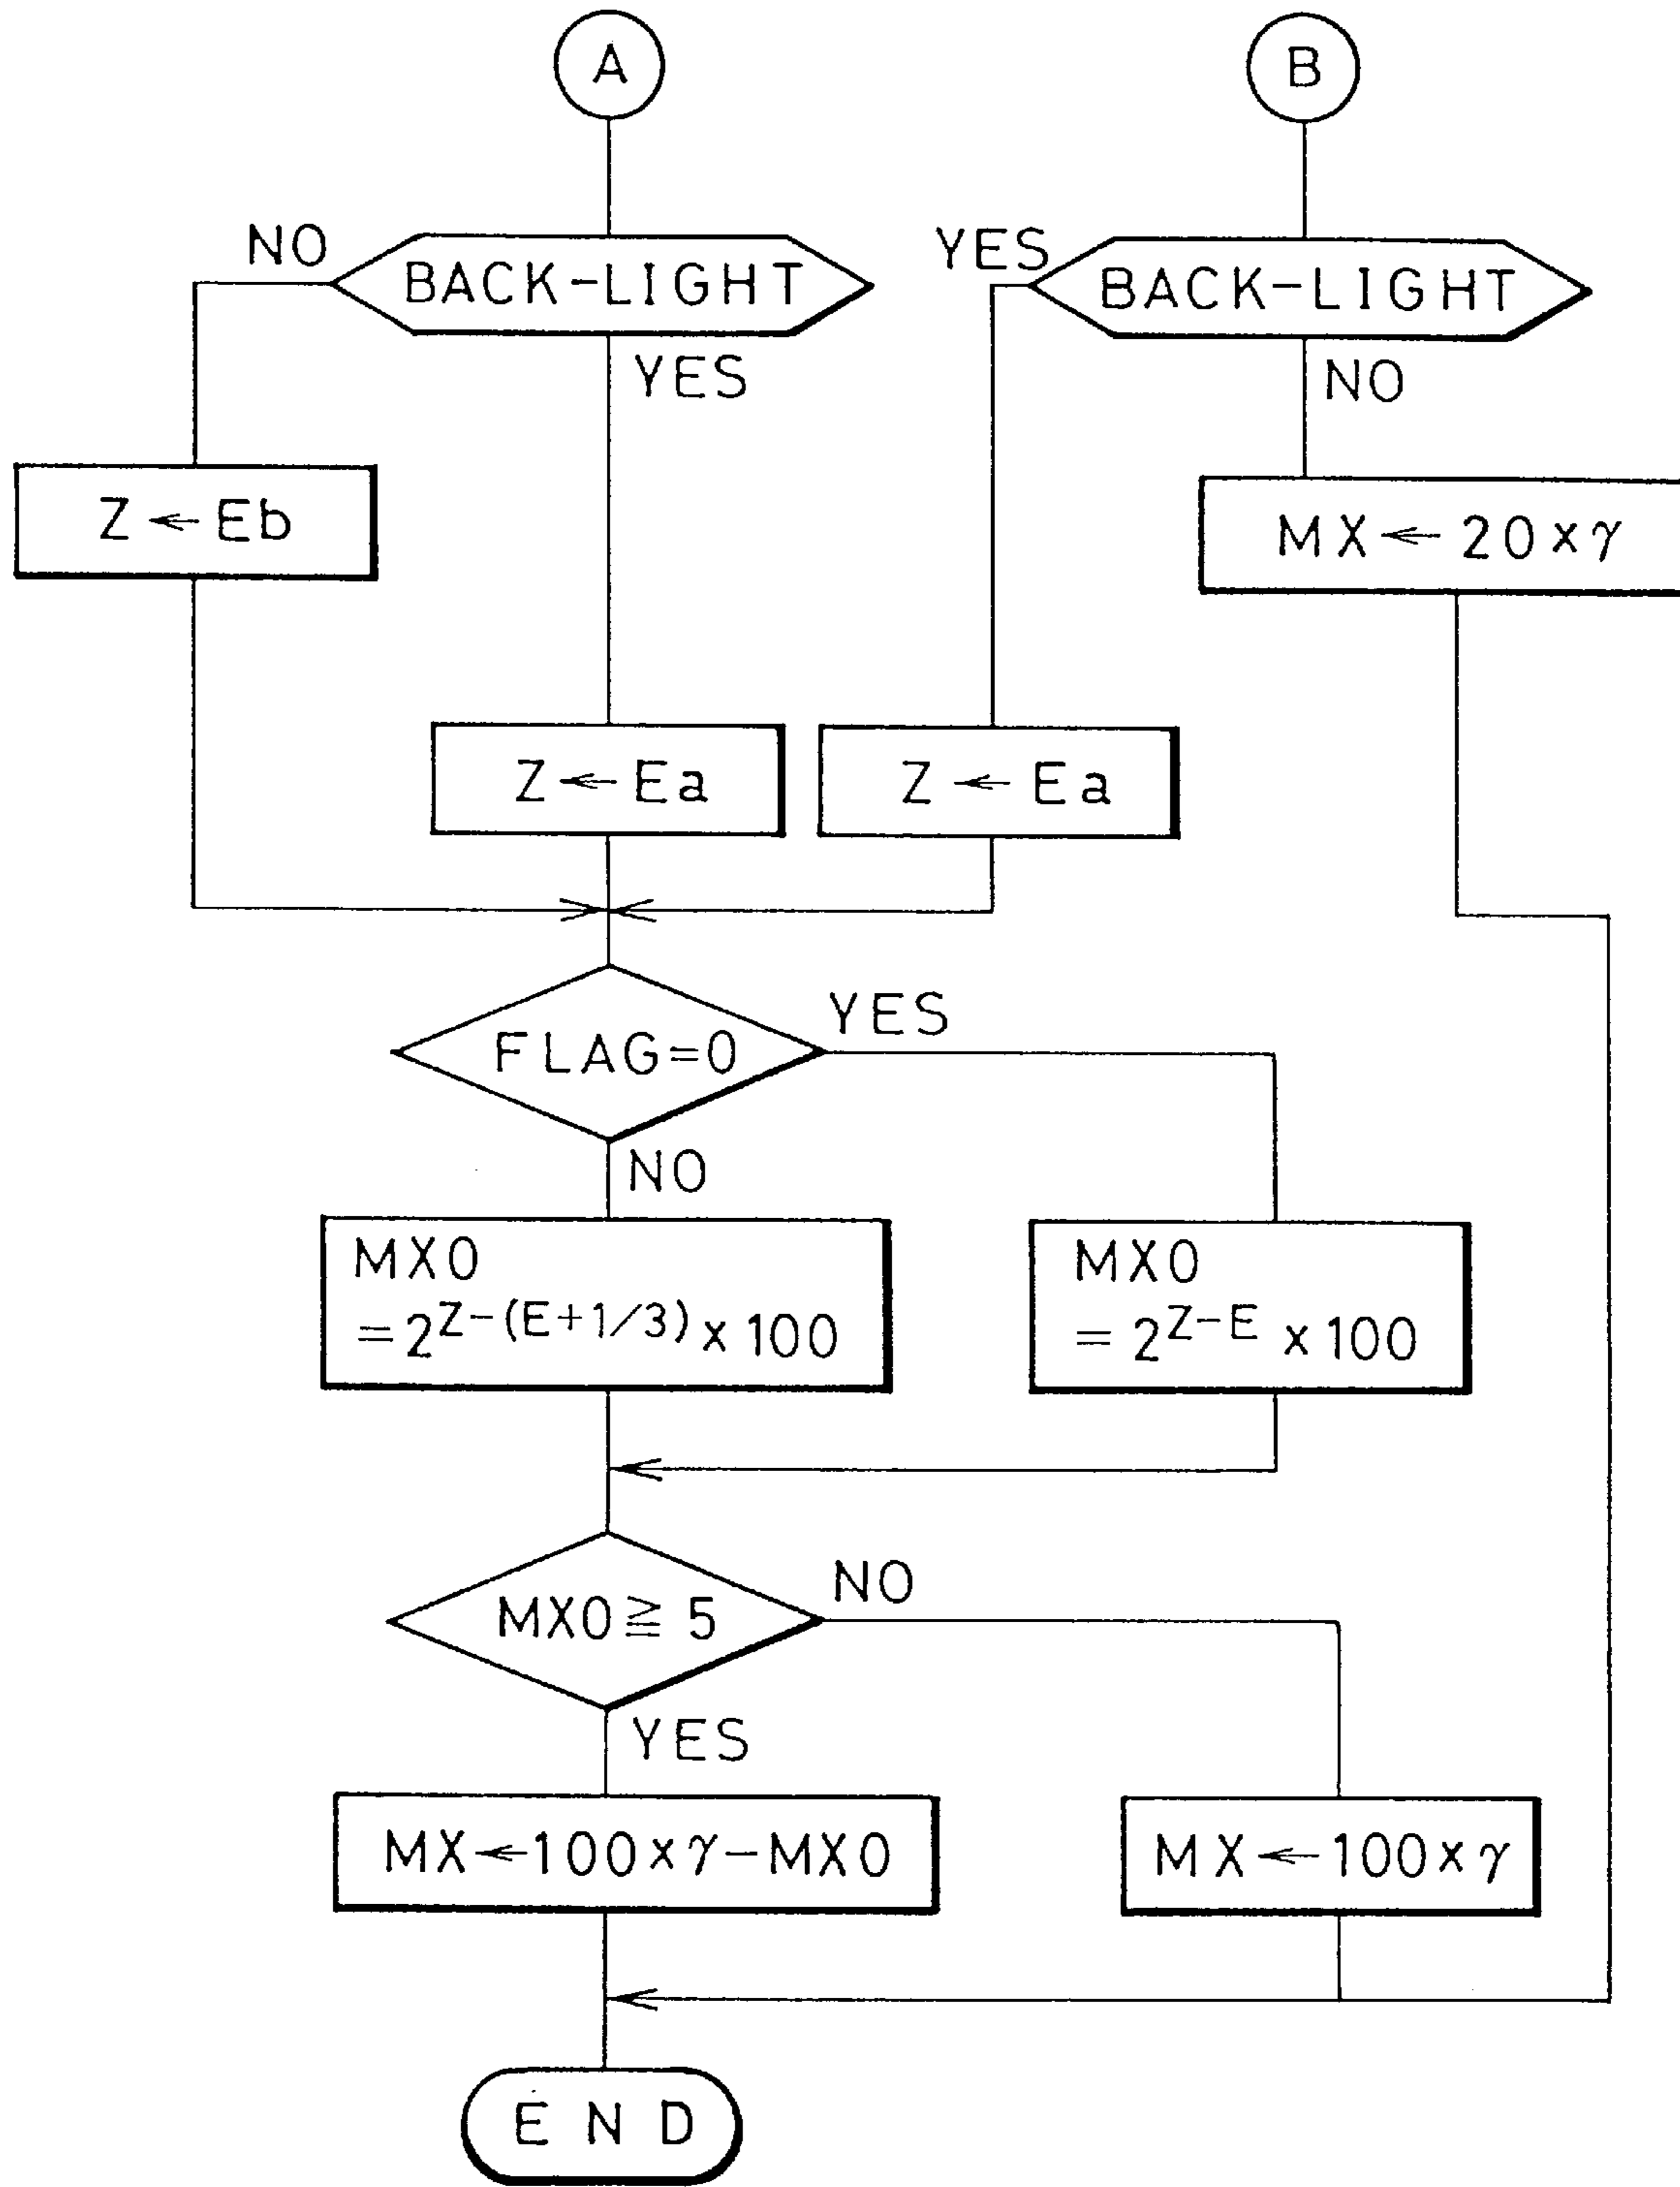 A
B
NO
BACK-LIGHT
YES
YES
BACK-LIGHT
NO
Z ← Eb
MX ← 20 × γ
Z ← Ea
Z ← Ea
FLAG=0
YES
NO
MX0
=2^Z-(E+1/3) × 100
MX0
=2^Z-E × 100
MX0 ≧ 5
NO
YES
MX ← 100 × γ - MX0
MX ← 100 × γ
END